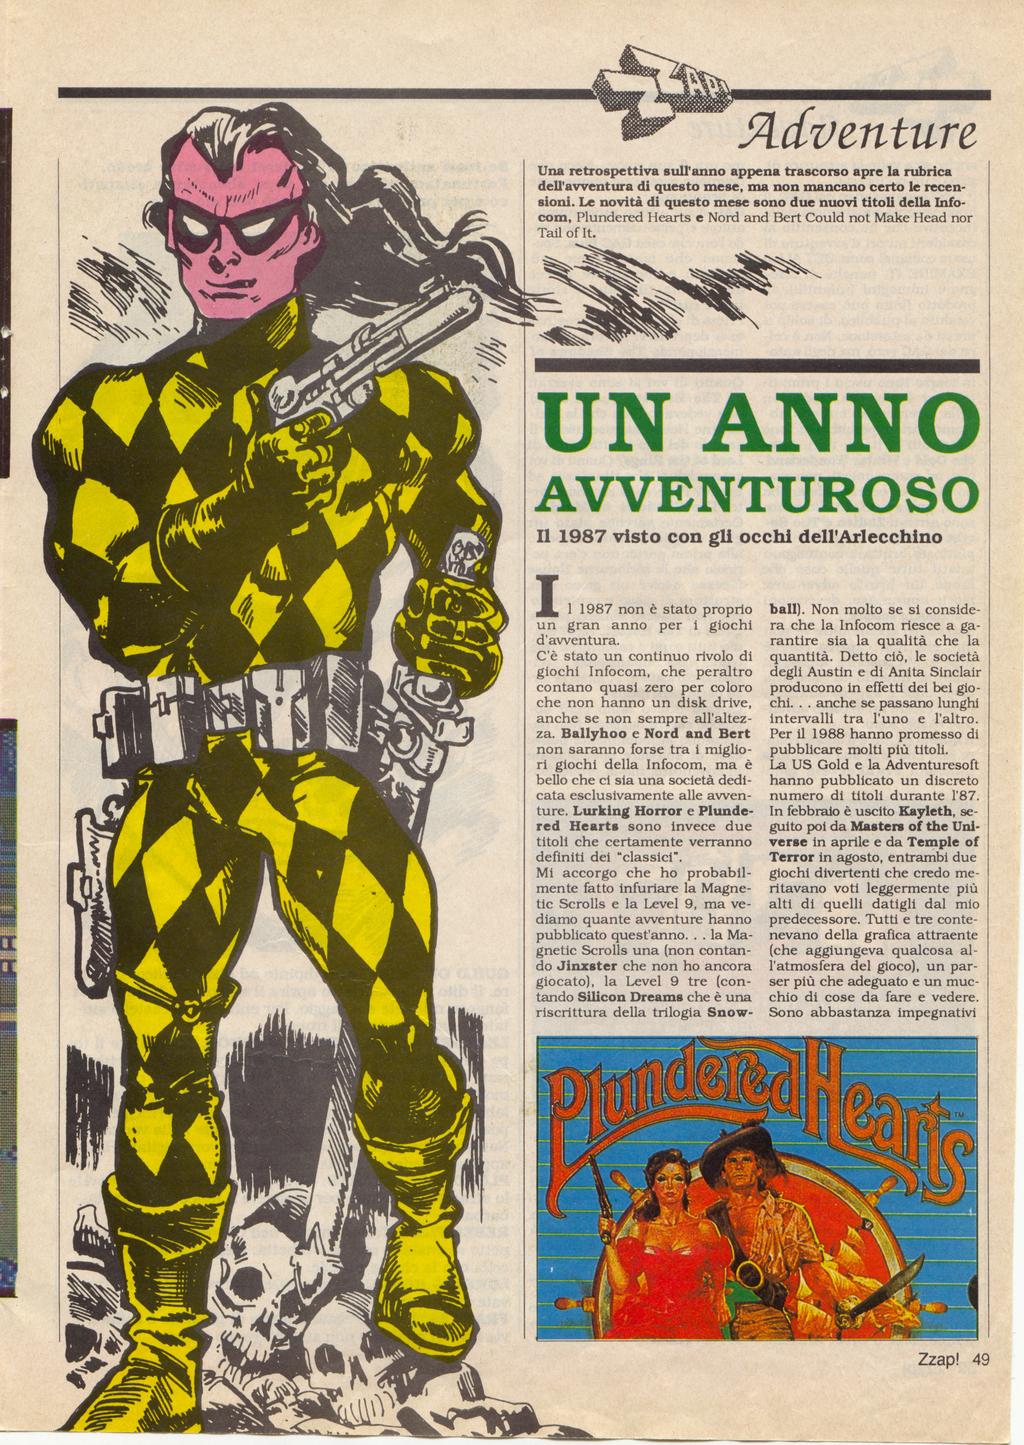 ZZAP!
Adventure
Una retrospettiva sull'anno appena trascorso apre la rubrica
dell'avventura di questo mese, ma non mancano certo le recen-
sioni. Le novità di questo mese sono due nuovi titoli della Info-
com, Plundered Hearts e Nord and Bert Could not Make Head nor
Tail of It.
UN ANNO
AVVENTUROSO
Il 1987 visto con gli occhi dell'Arlecchino
Il 1987 non è stato proprio
un gran anno per i giochi
d'avventura.
C'è stato un continuo rivolo di
giochi Infocom, che peraltro
contano quasi zero per coloro
che non hanno un disk drive,
anche se non sempre all'altez-
za. Ballyhoo e Nord and Bert
non saranno forse tra i miglio-
ri giochi della Infocom, ma è
bello che ci sia una società dedi-
cata esclusivamente alle avven-
ture. Lurking Horror e Plunde-
red Hearts sono invece due
titoli che certamente verranno
definiti dei "classici".
Mi accorgo che ho probabil-
mente fatto infuriare la Magne-
tic Scrolls e la Level 9, ma ve-
diamo quante avventure hanno
pubblicato quest'anno. . . la Ma-
gnetic Scrolls una (non contan-
do Jinxster che non ho ancora
giocato), la Level 9 tre (con-
tando Silicon Dreams che è una
riscrittura della trilogia Snow-
ball). Non molto se si conside-
ra che la Infocom riesce a ga-
rantire sia la qualità che la
quantità. Detto ciò, le società
degli Austin e di Anita Sinclair
producono in effetti dei bei gio-
chi. . . anche se passano lunghi
intervalli tra l'uno e l'altro.
Per il 1988 hanno promesso di
pubblicare molti più titoli.
La US Gold e la Adventuresoft
hanno pubblicato un discreto
numero di titoli durante l'87.
In febbraio è uscito Kayleth, se-
guito poi da Masters of the Uni-
verse in aprile e da Temple of
Terror in agosto, entrambi due
giochi divertenti che credo me-
ritavano voti leggermente più
alti di quelli datigli dal mio
predecessore. Tutti e tre conte-
nevano della grafica attraente
(che aggiungeva qualcosa al-
l'atmosfera del gioco), un par-
ser più che adeguato e un muc-
chio di cose da fare e vedere.
Sono abbastanza impegnativi
Plundered Hearts™
Zzap! 49